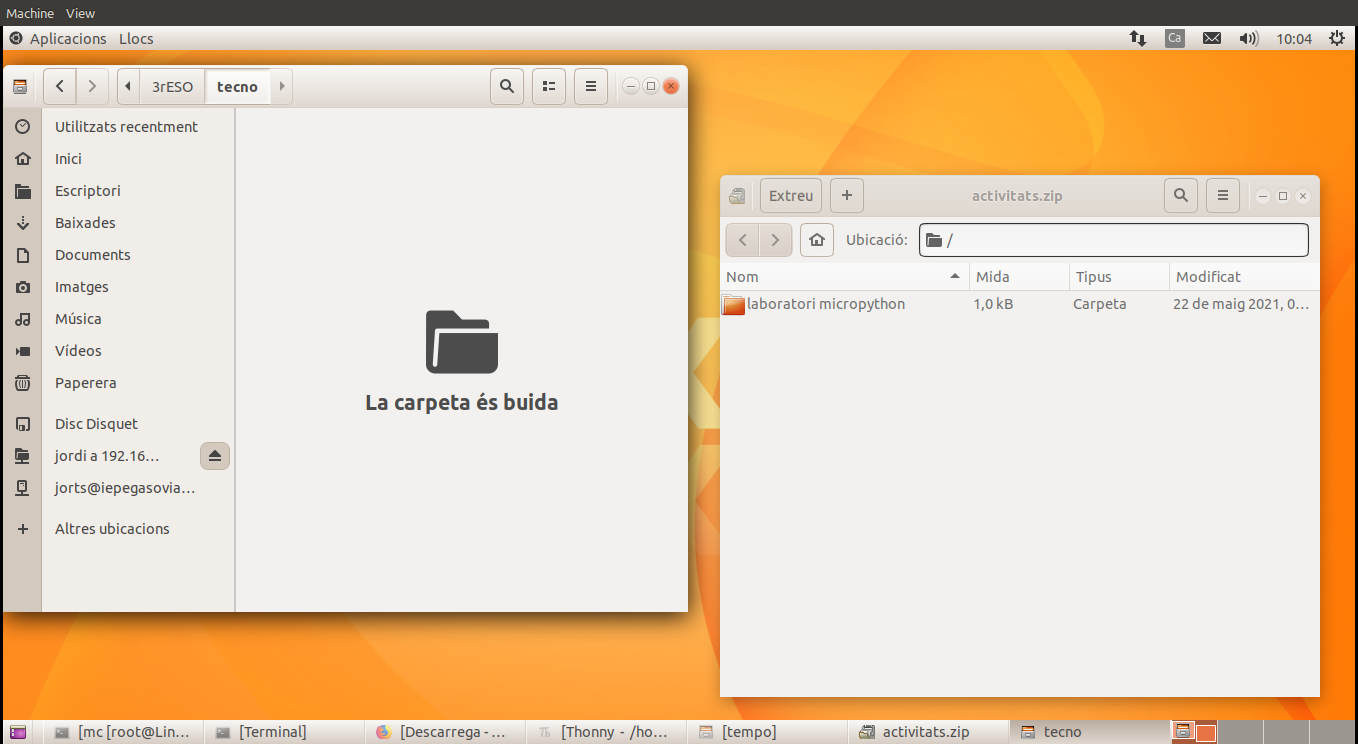 Machine View
Aplicacions Llocs Ca 10:04
3rESO tecno
Utilitzats recentment
Inici
Escriptori
Baixades
Documents
Imatges
Música
Vídeos
Paperera
Disc Disquet
jordi a 192.16…
jorts@iepegasovia…
Altres ubicacions
La carpeta és buida
Extreu + activitats.zip
Ubicació: /
Nom Mida Tipus Modificat
laboratori micropython 1,0 kB Carpeta 22 de maig 2021, 0…
[mc [root@Lin… [Terminal] [Descarrega -… [Thonny - /ho… [tempo] activitats.zip tecno